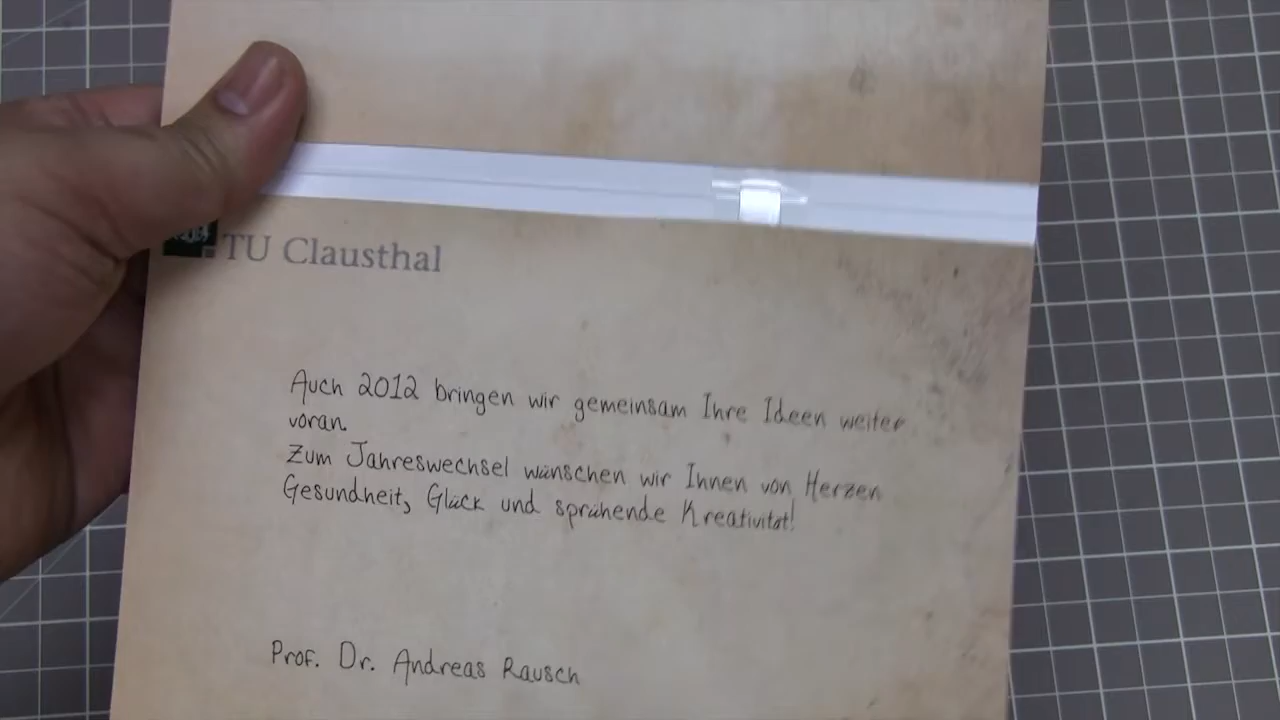 TU Clausthal
Auch 2012 bringen wir gemeinsam Ihre Ideen weiter
voran.
Zum Jahreswechsel wünschen wir Ihnen von Herzen
Gesundheit, Glück und sprühende Kreativität!
Prof. Dr. Andreas Rausch